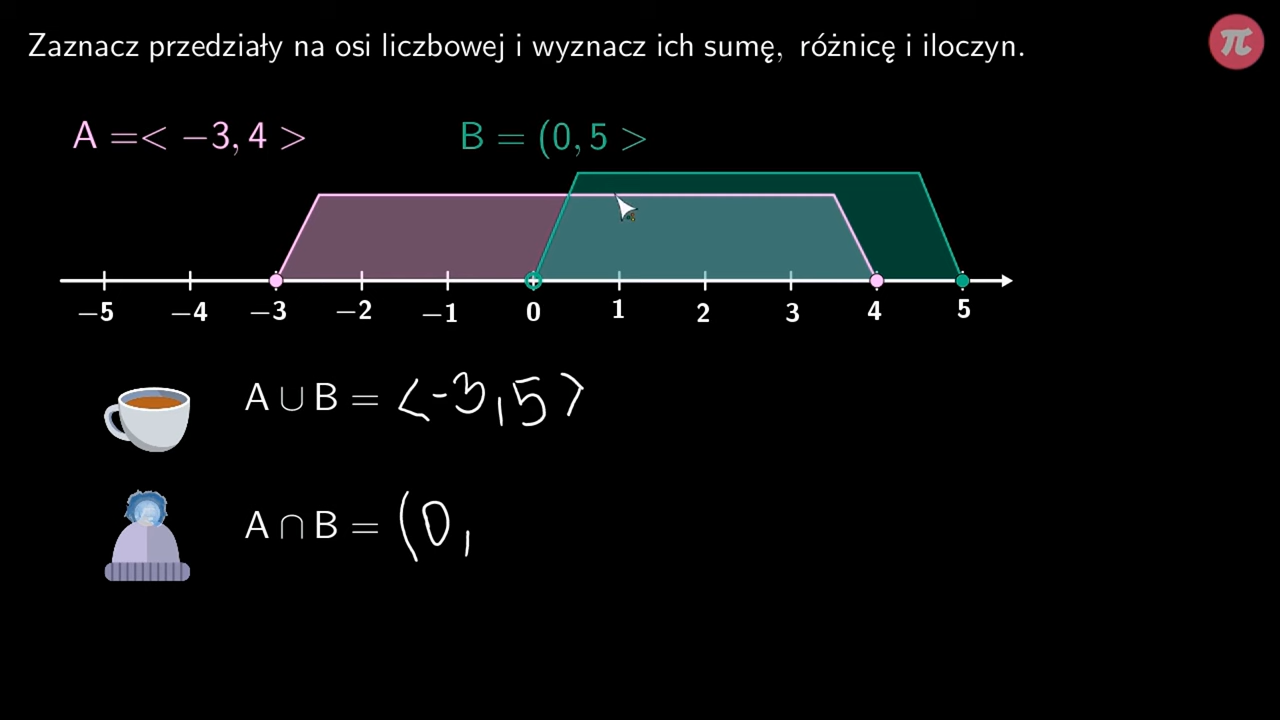 Zaznacz przedziały na osi liczbowej i wyznacz ich sumę, różnicę i iloczyn.
π
A =< −3, 4 > B = (0, 5 >
−5 −4 −3 −2 −1 0 1 2 3 4 5
A ∪ B = <-3,5>
A ∩ B = (0,